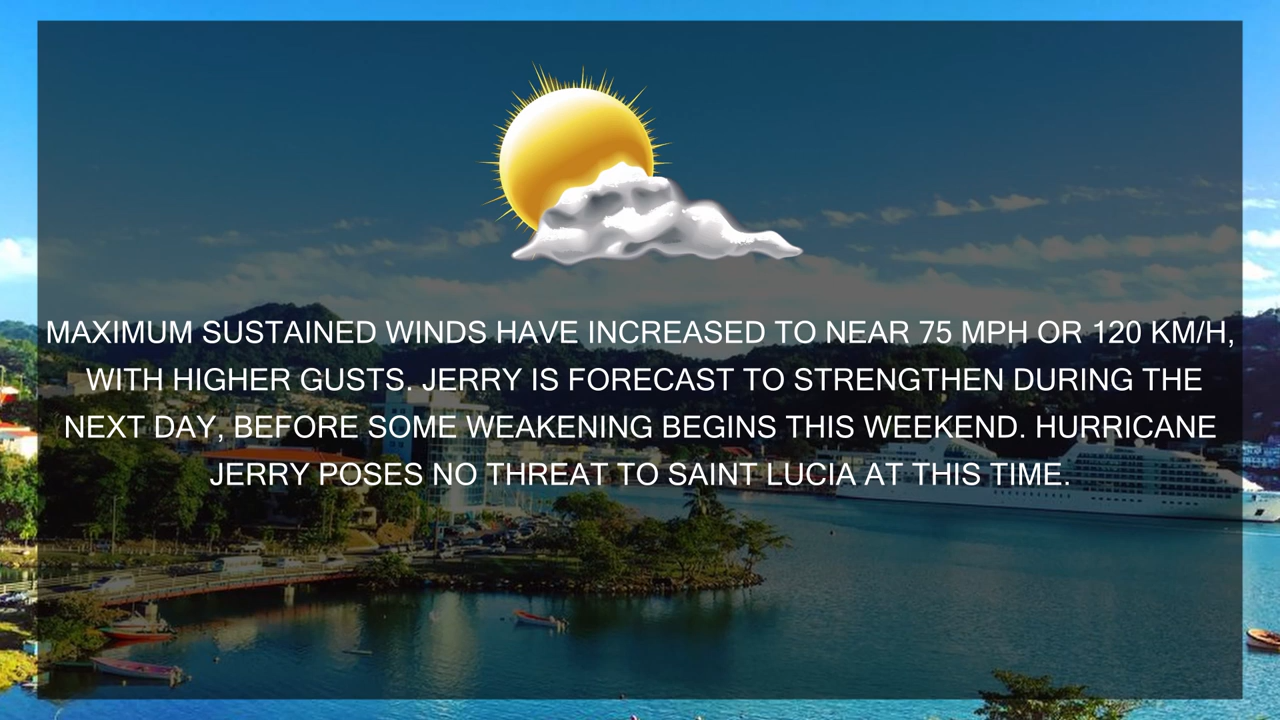 MAXIMUM SUSTAINED WINDS HAVE INCREASED TO NEAR 75 MPH OR 120 KM/H,
WITH HIGHER GUSTS. JERRY IS FORECAST TO STRENGTHEN DURING THE
NEXT DAY, BEFORE SOME WEAKENING BEGINS THIS WEEKEND. HURRICANE
JERRY POSES NO THREAT TO SAINT LUCIA AT THIS TIME.